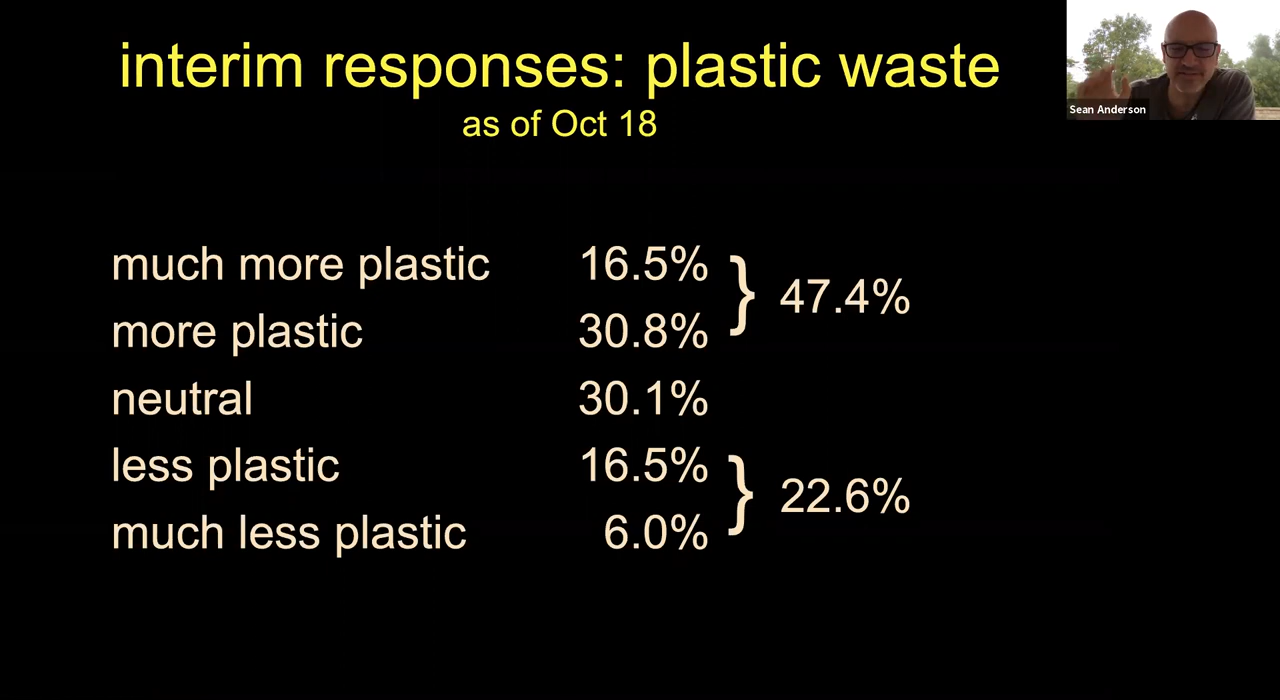 interim responses: plastic waste
as of Oct 18
Sean Anderson
much more plastic 16.5%
more plastic 30.8%
} 47.4%
neutral 30.1%
less plastic 16.5%
much less plastic 6.0%
} 22.6%